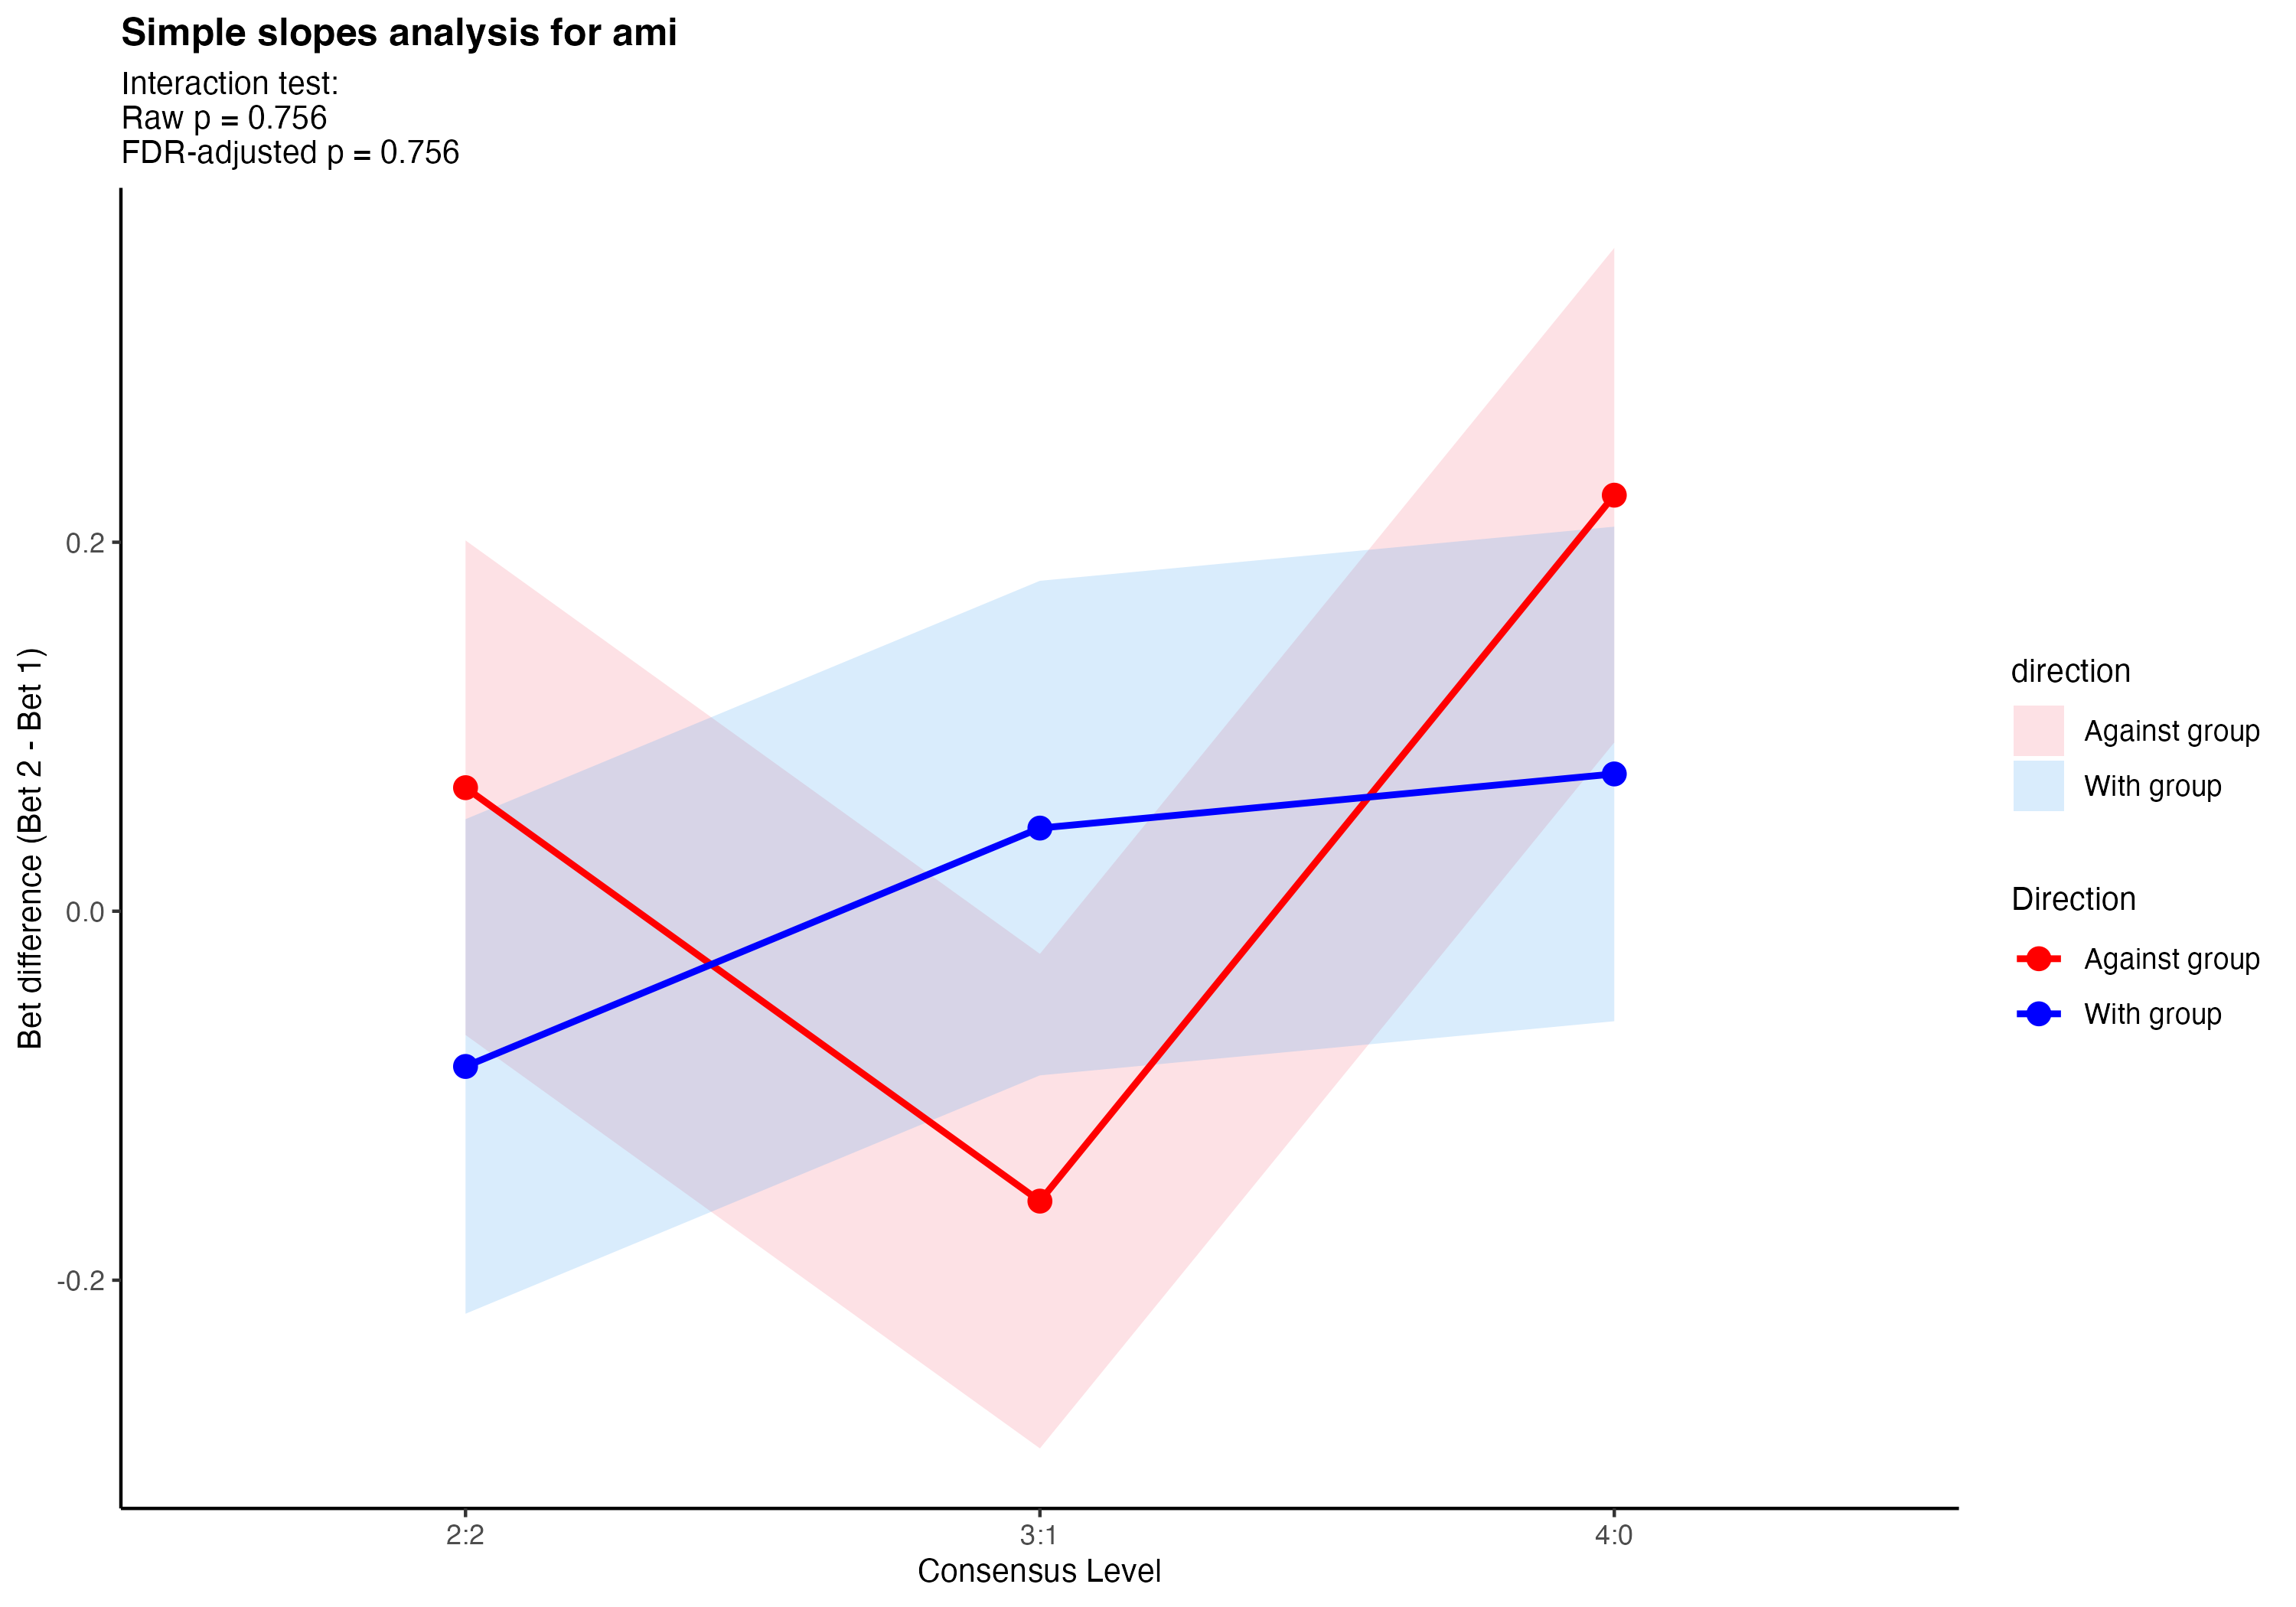 Simple slopes analysis for ami
Interaction test:
Raw p = 0.756
FDR-adjusted p = 0.756
Bet difference (Bet 2 - Bet 1)
0.2
0.0
-0.2
2:2
3:1
4:0
Consensus Level
direction
Against group
With group
Direction
Against group
With group